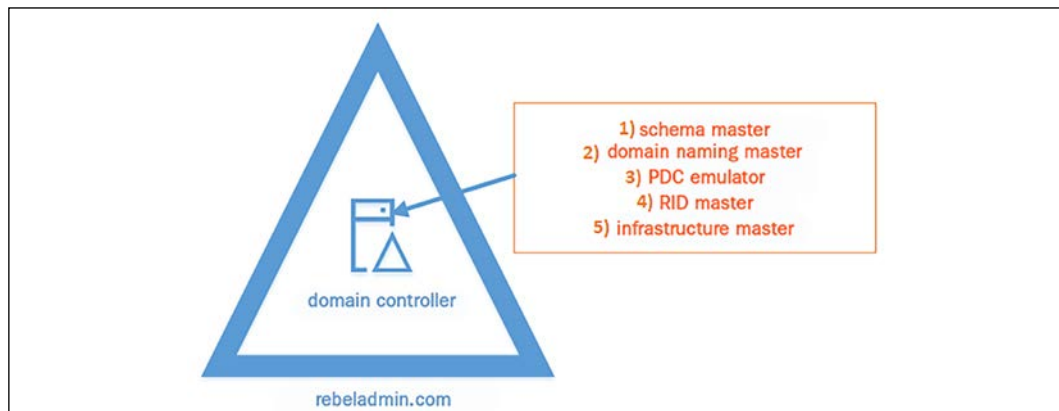 1) schema master
2) domain naming master
3) PDC emulator
4) RID master
5) infrastructure master
domain controller
rebeladmin.com